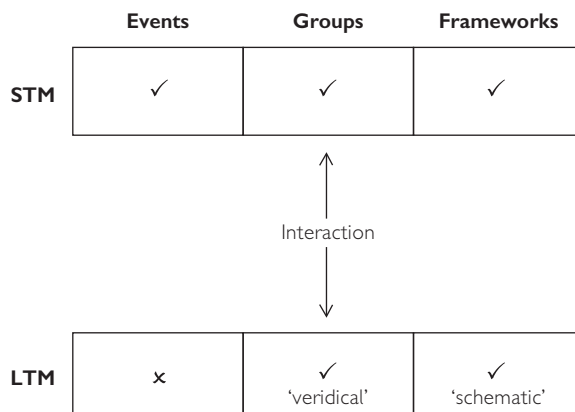 Events Groups Frameworks
STM ✓ ✓ ✓
Interaction
LTM × ✓ ✓
‘veridical’ ‘schematic’